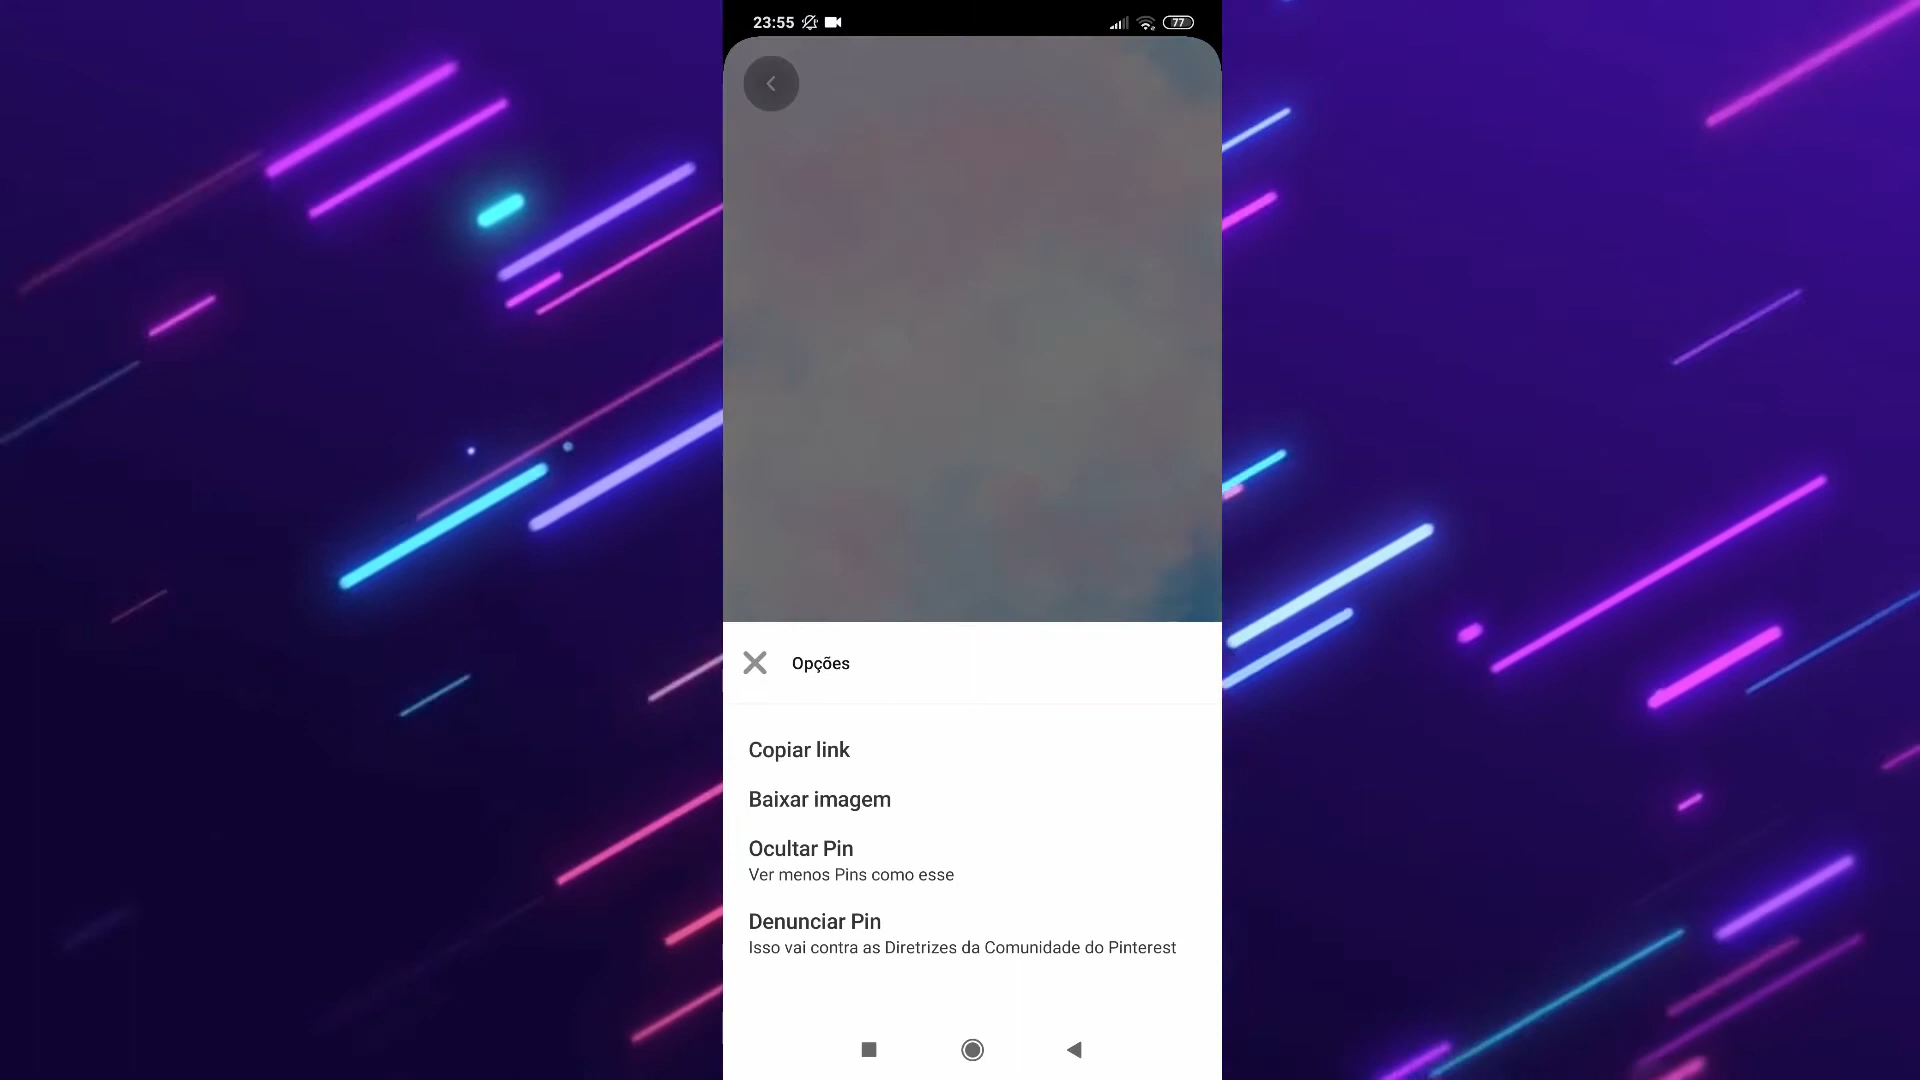 23:55
77
Opções
Copiar link
Baixar imagem
Ocultar Pin
Ver menos Pins como esse
Denunciar Pin
Isso vai contra as Diretrizes da Comunidade do Pinterest